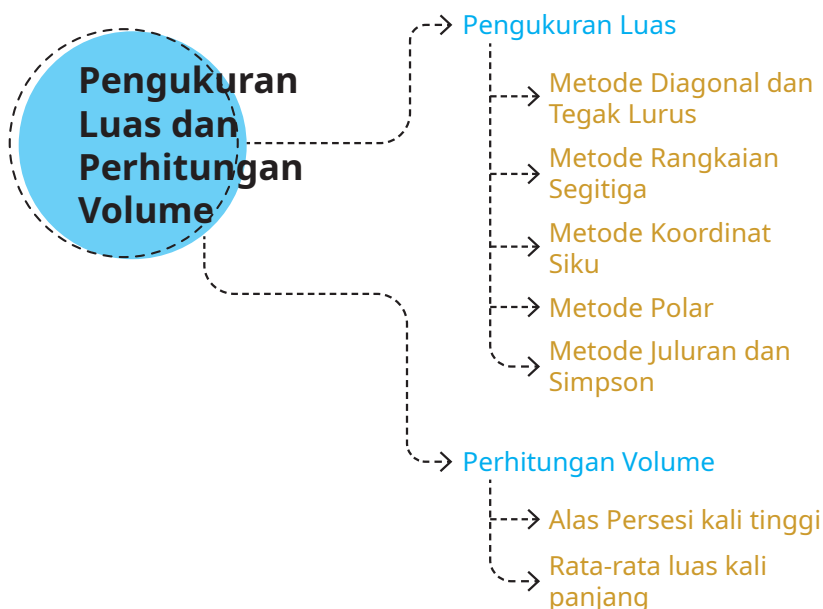 Pengukuran
Luas dan
Perhitungan
Volume
Pengukuran Luas
Metode Diagonal dan
Tegak Lurus
Metode Rangkaian
Segitiga
Metode Koordinat
Siku
Metode Polar
Metode Juluran dan
Simpson
Perhitungan Volume
Alas Persesi kali tinggi
Rata-rata luas kali
panjang